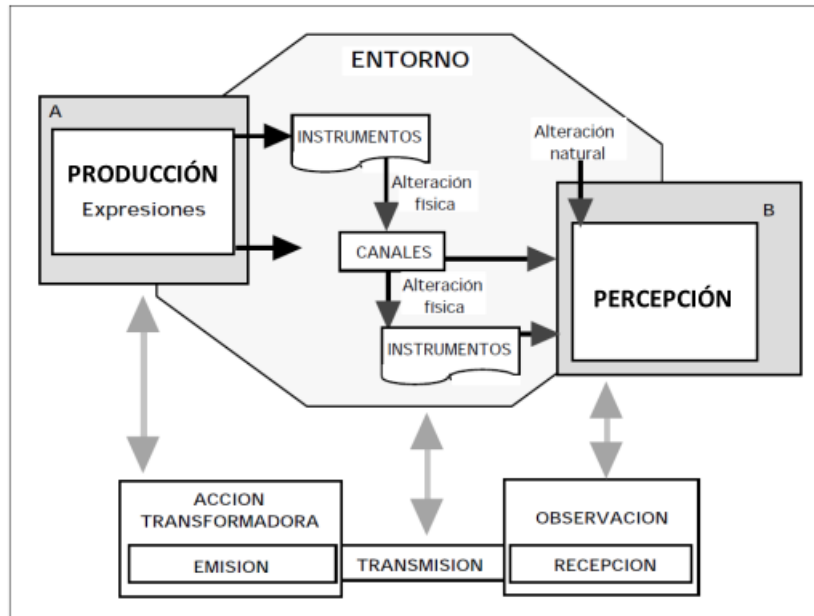 ENTORNO
A
PRODUCCIÓN
Expresiones
INSTRUMENTOS
Alteración
física
CANALES
Alteración
física
INSTRUMENTOS
Alteración
natural
B
PERCEPCIÓN
ACCION
TRANSFORMADORA
EMISION
TRANSMISION
OBSERVACION
RECEPCION